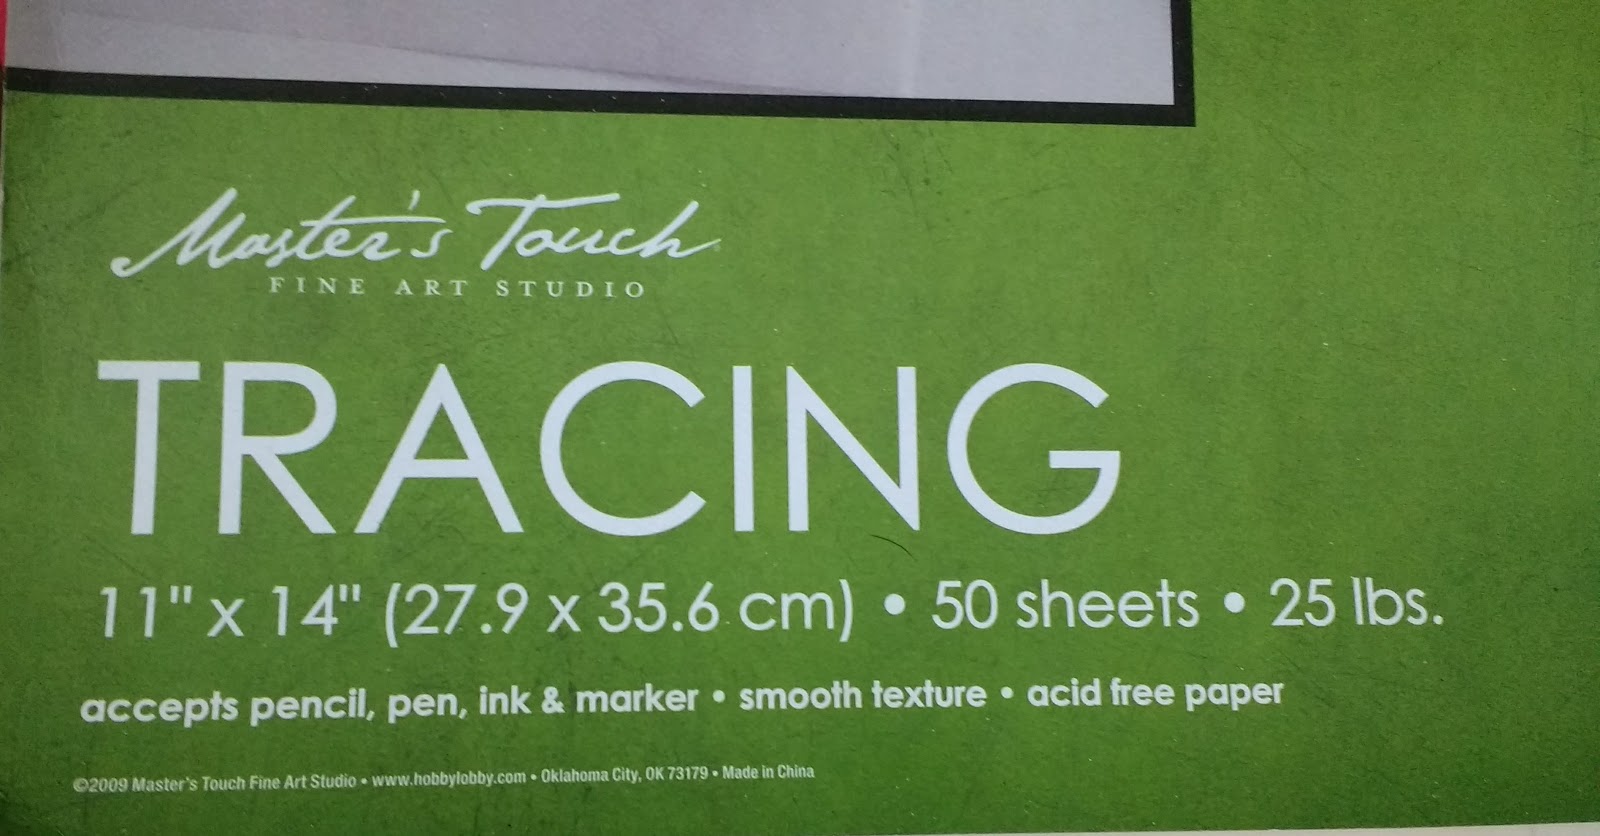 Master's Touch
FINE ART STUDIO
TRACING
11" x 14" (27.9 x 35.6 cm) • 50 sheets • 25 lbs.
accepts pencil, pen, ink & marker • smooth texture • acid free paper
©2009 Master's Touch Fine Art Studio • www.hobbylobby.com • Oklahoma City, OK 73179 • Made in China